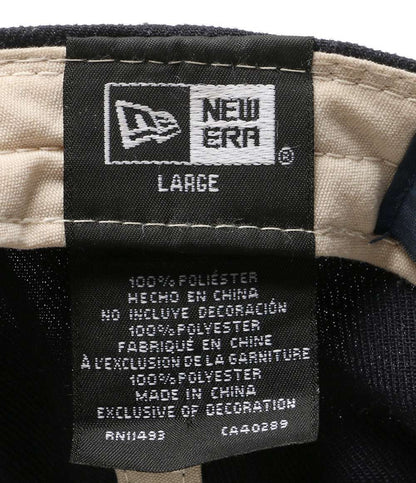 NEW
ERA
®
LARGE
100% POLIÉSTER
HECHO EN CHINA
NO INCLUYE DECORACIÓN
100% POLYESTER
FABRIQUÉ EN CHINE
À L'EXCLUSION DE LA GARNITURE
100% POLYESTER
MADE IN CHINA
EXCLUSIVE OF DECORATION
RN11493 CA40289